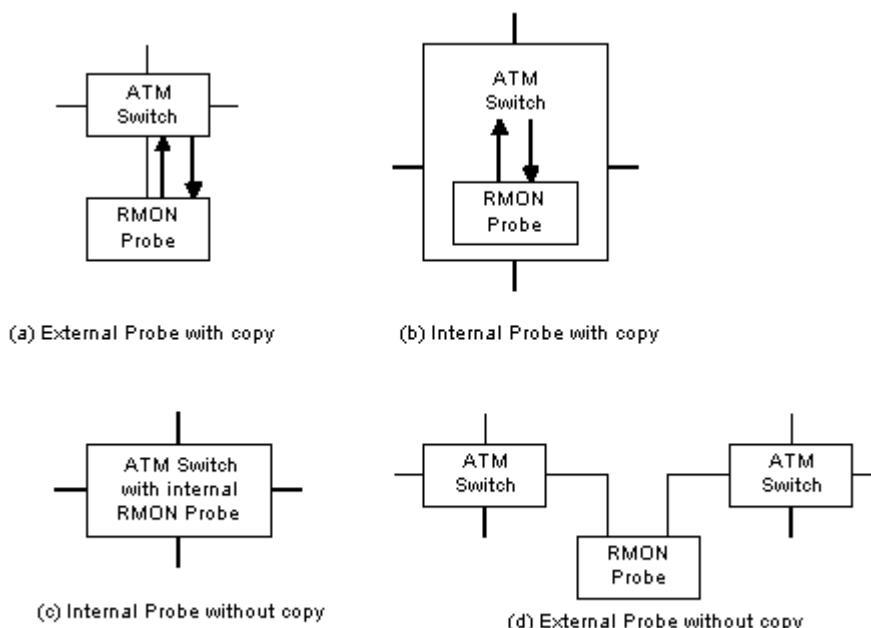 ATM
Switch
RMON
Probe
(a) External Probe with copy
ATM
Switch
RMON
Probe
(b) Internal Probe with copy
ATM Switch
with internal
RMON Probe
(c) Internal Probe without copy
ATM
Switch
ATM
Switch
RMON
Probe
(d) External Probe without copy